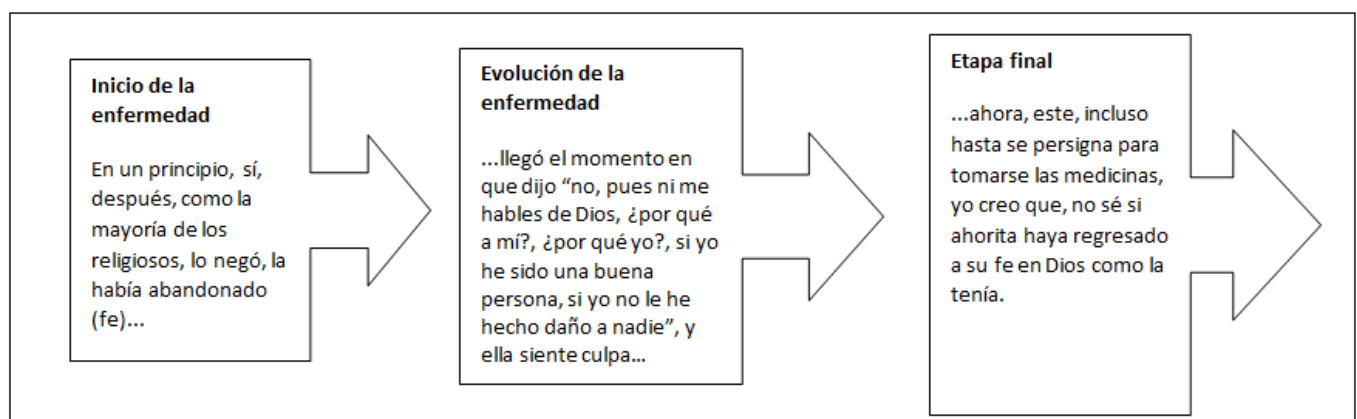 Inicio de la
enfermedad
En un principio, sí,
después, como la
mayoría de los
religiosos, lo negó, la
había abandonado
(fe)...
Evolución de la
enfermedad
...llegó el momento en
que dijo “no, pues ni me
hables de Dios, ¿por qué
a mí?, ¿por qué yo?, si yo
he sido una buena
persona, si yo no le he
hecho daño a nadie”, y
ella siente culpa...
Etapa final
...ahora, este, incluso
hasta se persigna para
tomarse las medicinas,
yo creo que, no sé si
ahorita haya regresado
a su fe en Dios como la
tenía.